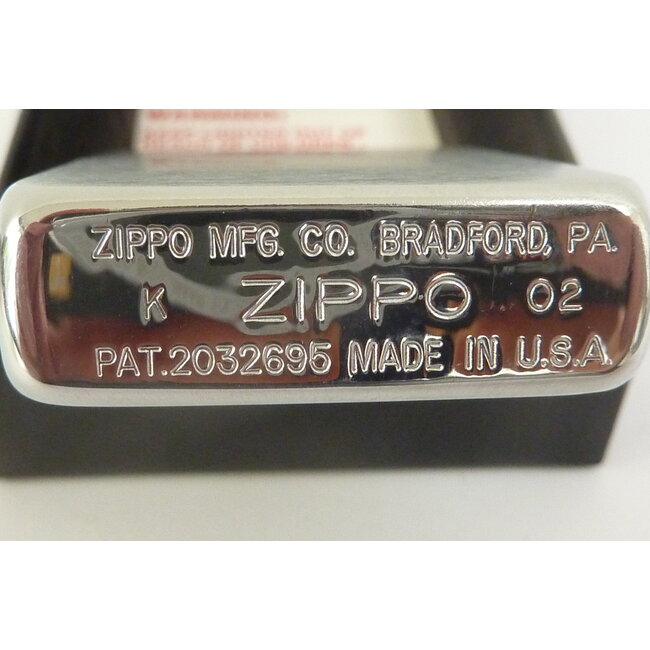 ZIPPO MFG. CO. BRADFORD, PA.
K ZIPPO 02
PAT.2032695 MADE IN U.S.A.